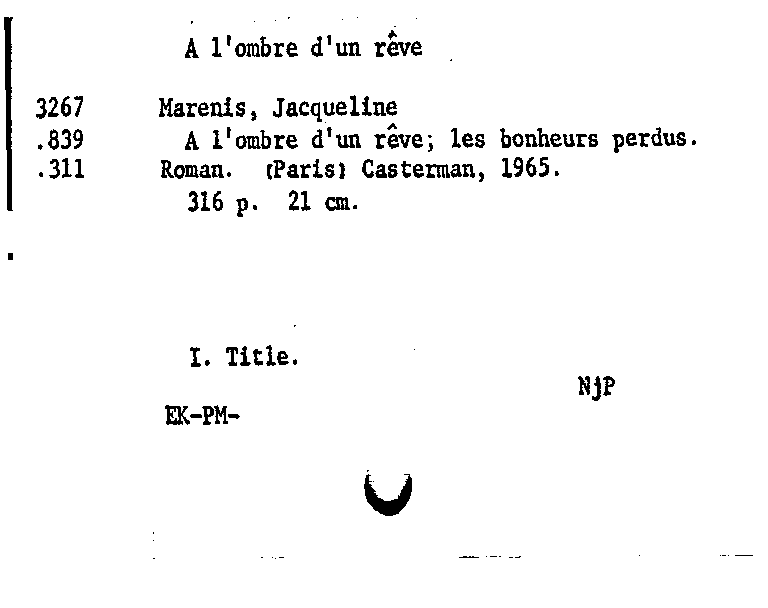 A l'ombre d'un rêve
3267 Marenis, Jacqueline
.839 A l'ombre d'un rêve; les bonheurs perdus.
.311 Roman. [Paris] Casterman, 1965.
316 p. 21 cm.
I. Title.
NjP
EK-PM-